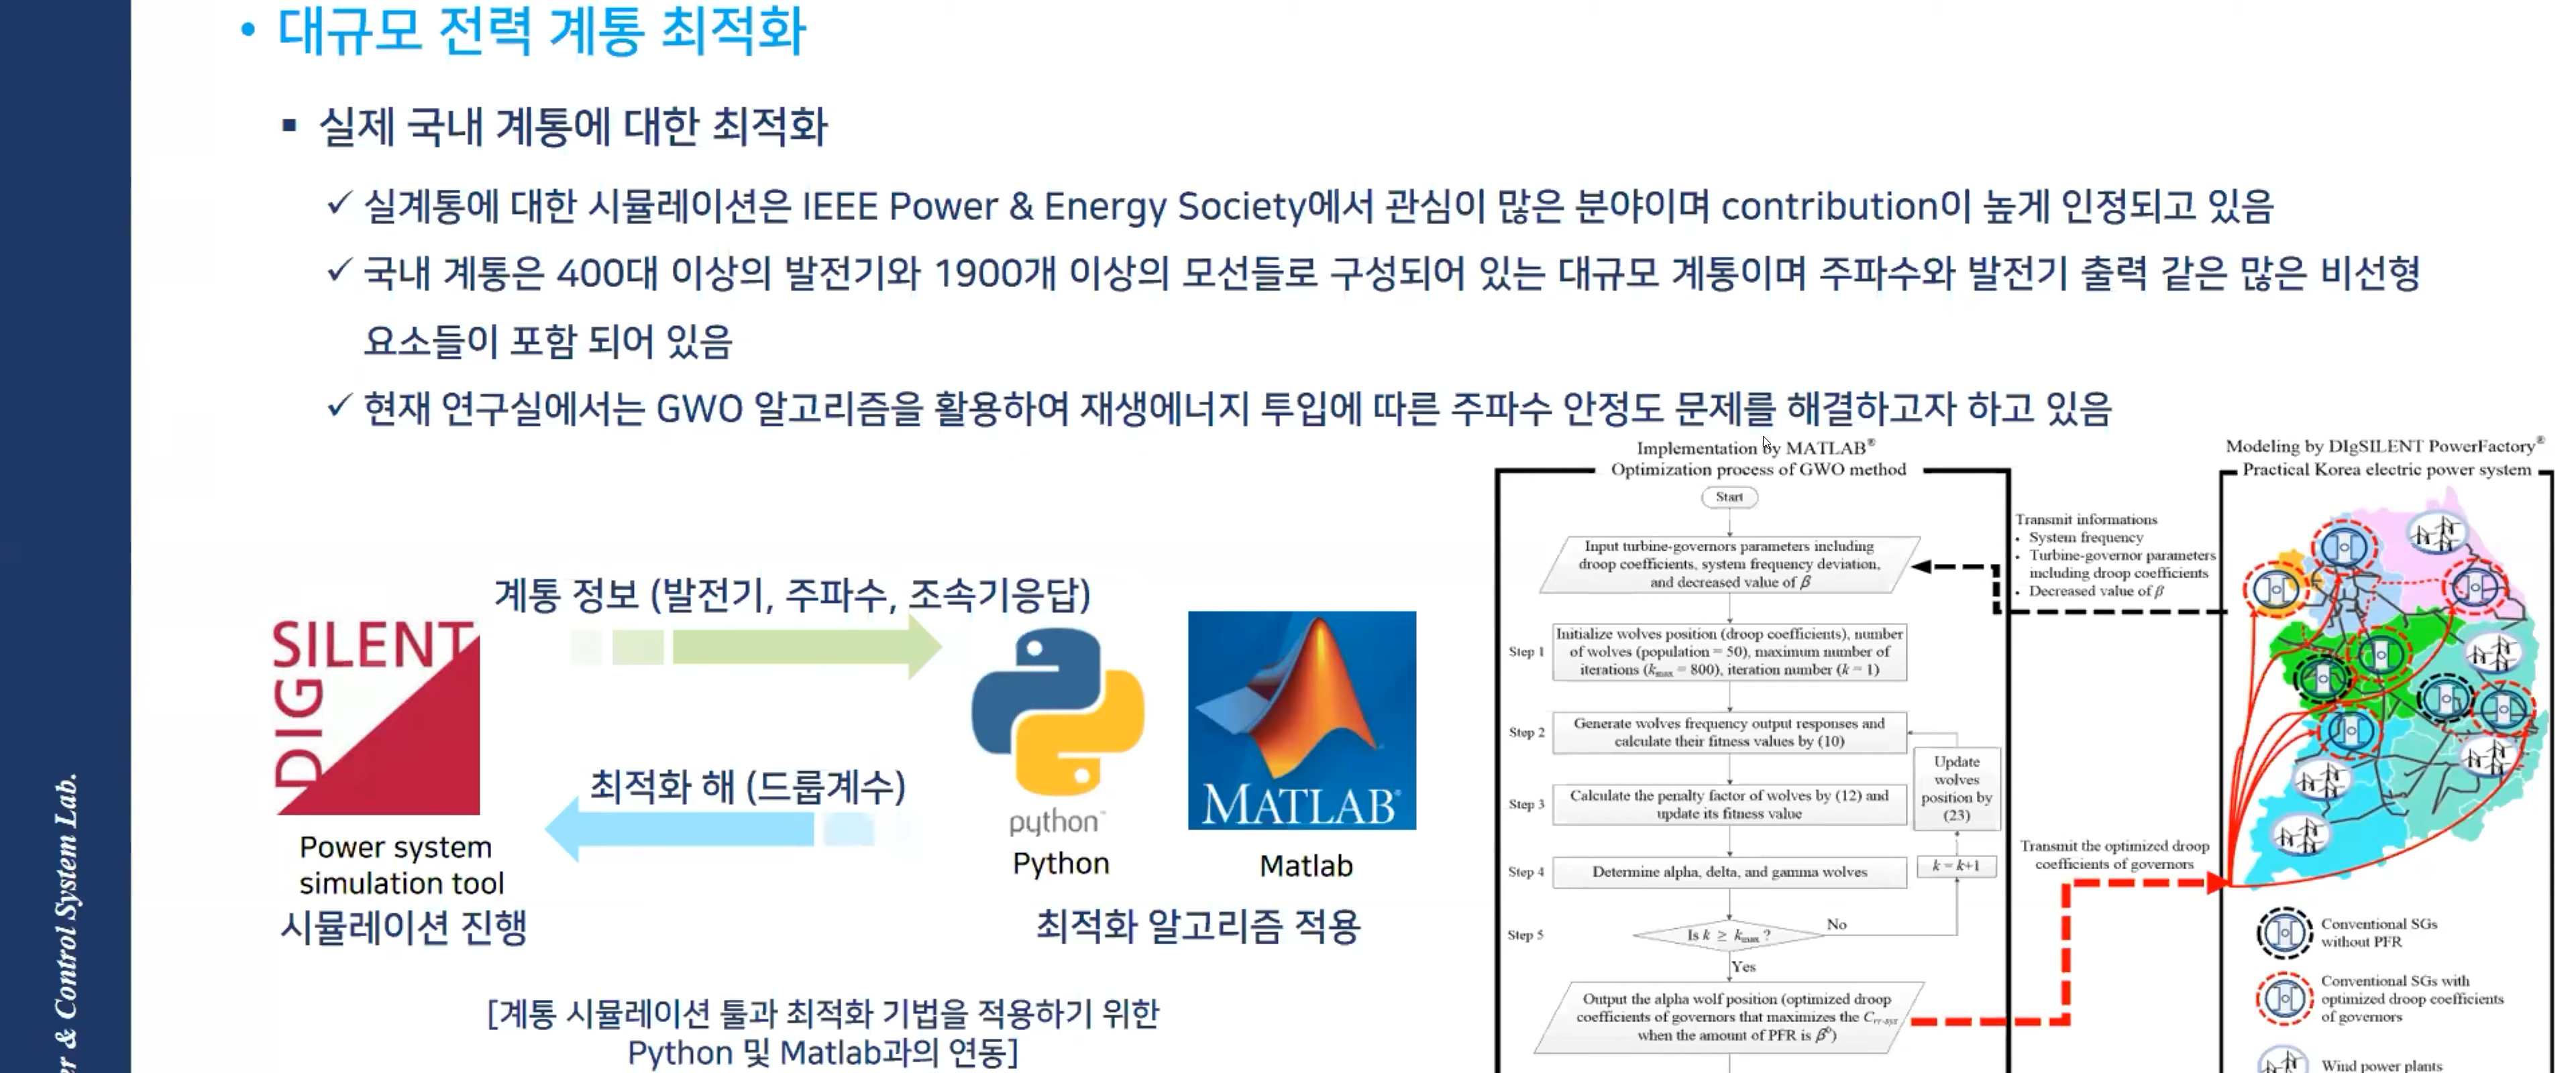 • 대규모 전력 계통 최적화
▪ 실제 국내 계통에 대한 최적화
✓ 실계통에 대한 시뮬레이션은 IEEE Power & Energy Society에서 관심이 많은 분야이며 contribution이 높게 인정되고 있음
✓ 국내 계통은 400대 이상의 발전기와 1900개 이상의 모선들로 구성되어 있는 대규모 계통이며 주파수와 발전기 출력 같은 많은 비선형
요소들이 포함 되어 있음
✓ 현재 연구실에서는 GWO 알고리즘을 활용하여 재생에너지 투입에 따른 주파수 안정도 문제를 해결하고자 하고 있음
계통 정보 (발전기, 주파수, 조속기응답)
DIG
SILENT
최적화 해 (드룹계수)
python™
MATLAB®
Power system
simulation tool
시뮬레이션 진행
Python
Matlab
최적화 알고리즘 적용
[계통 시뮬레이션 툴과 최적화 기법을 적용하기 위한
Python 및 Matlab과의 연동]
Implementation by MATLAB®
Optimization process of GWO method
Start
Input turbine-governors parameters including
droop coefficients, system frequency deviation,
and decreased value of β
Step 1
Initialize wolves position (droop coefficients), number
of wolves (population = 50), maximum number of
iterations (kmax = 800), iteration number (k = 1)
Step 2
Generate wolves frequency output responses and
calculate their fitness values by (10)
Step 3
Calculate the penalty factor of wolves by (12) and
update its fitness value
Update
wolves
position by
(23)
Step 4
Determine alpha, delta, and gamma wolves
k = k+1
Step 5
Is k ≥ kmax ?
No
Yes
Output the alpha wolf position (optimized droop
coefficients of governors that maximizes the
when the amount of PFR is
Transmit informations
• System frequency
• Turbine-governor parameters
including droop coefficients
• Decreased value of β
Transmit the optimized droop
coefficients of governors
Modeling by DIgSILENT PowerFactory®
Practical Korea electric power system
Conventional SGs
without PFR
Conventional SGs with
optimized droop coefficients
of governors
Wind power plants
er & Control System Lab.